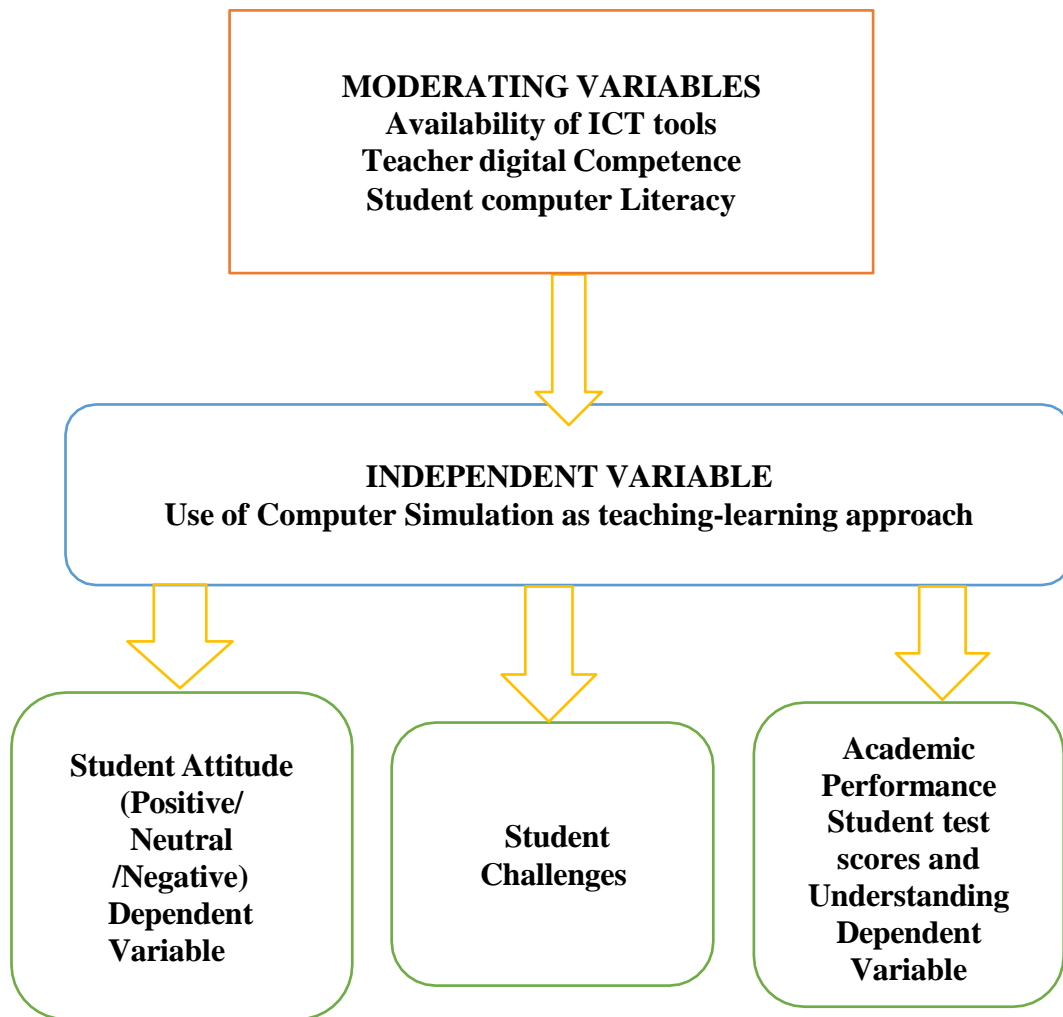 MODERATING VARIABLES
Availability of ICT tools
Teacher digital Competence
Student computer Literacy
INDEPENDENT VARIABLE
Use of Computer Simulation as teaching-learning approach
Student Attitude
(Positive/
Neutral
/Negative)
Dependent
Variable
Student
Challenges
Academic
Performance
Student test
scores and
Understanding
Dependent
Variable